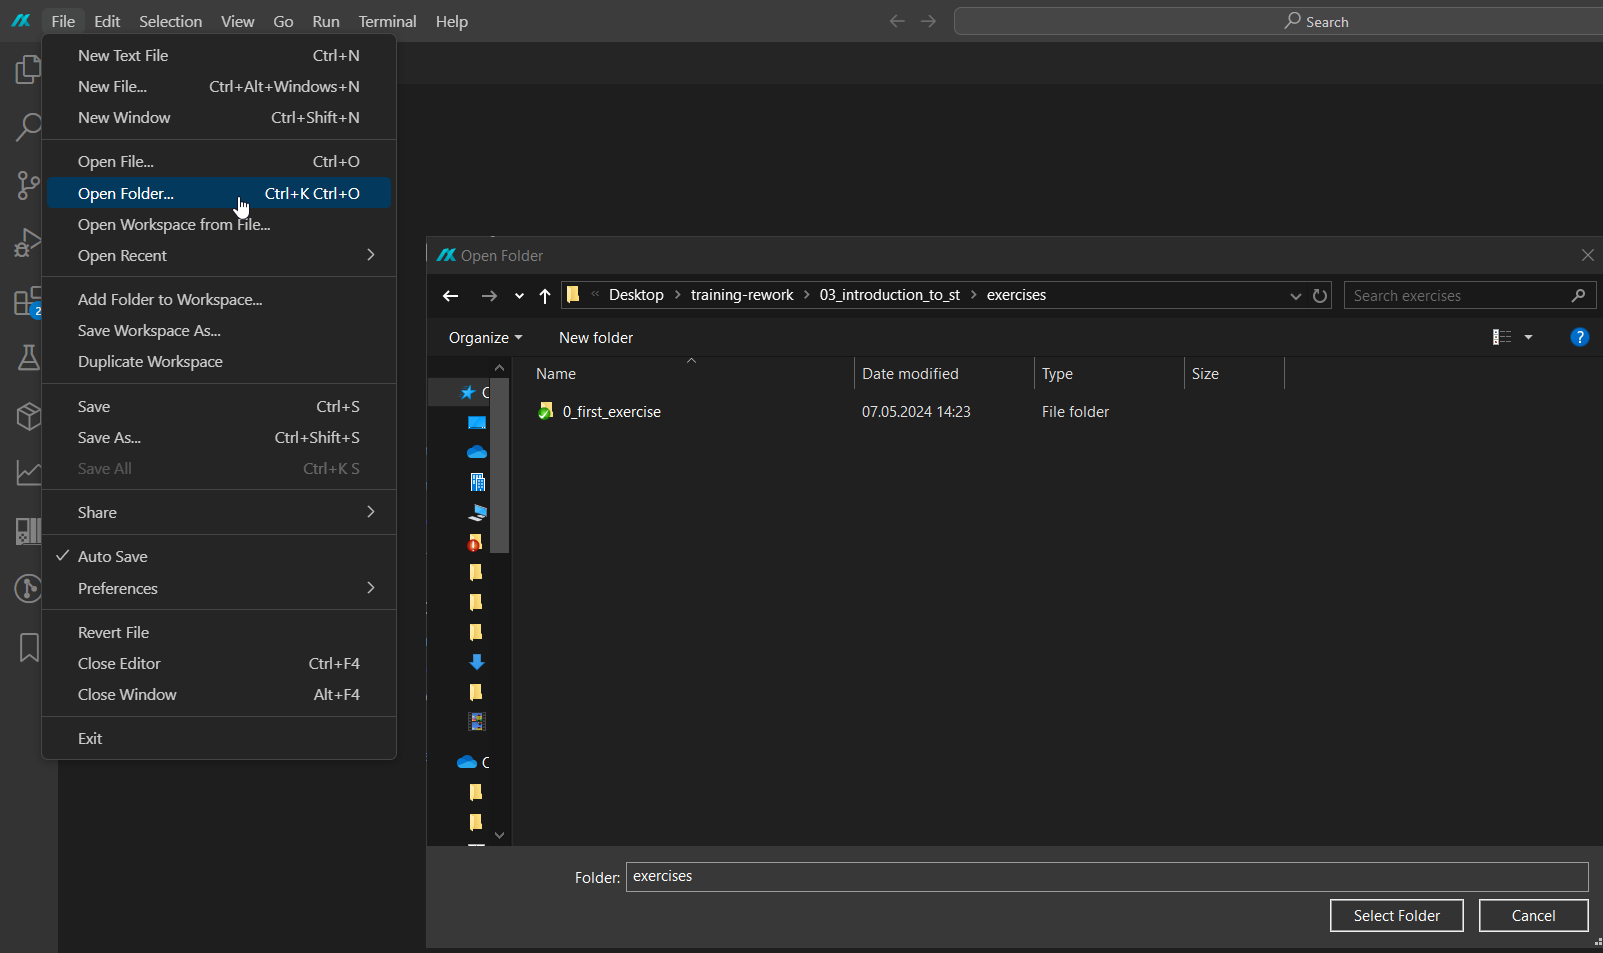 File Edit Selection View Go Run Terminal Help
Search
New Text File Ctrl+N
New File... Ctrl+Alt+Windows+N
New Window Ctrl+Shift+N
Open File... Ctrl+O
Open Folder... Ctrl+K Ctrl+O
Open Workspace from File...
Open Recent
Add Folder to Workspace...
Save Workspace As...
Duplicate Workspace
Save Ctrl+S
Save As... Ctrl+Shift+S
Save All Ctrl+K S
Share
Auto Save
Preferences
Revert File
Close Editor Ctrl+F4
Close Window Alt+F4
Exit
2
Open Folder
« Desktop > training-rework > 03_introduction_to_st > exercises
Search exercises
Organize New folder
?
Name Date modified Type Size
0_first_exercise 07.05.2024 14:23 File folder
Folder: exercises
Select Folder Cancel